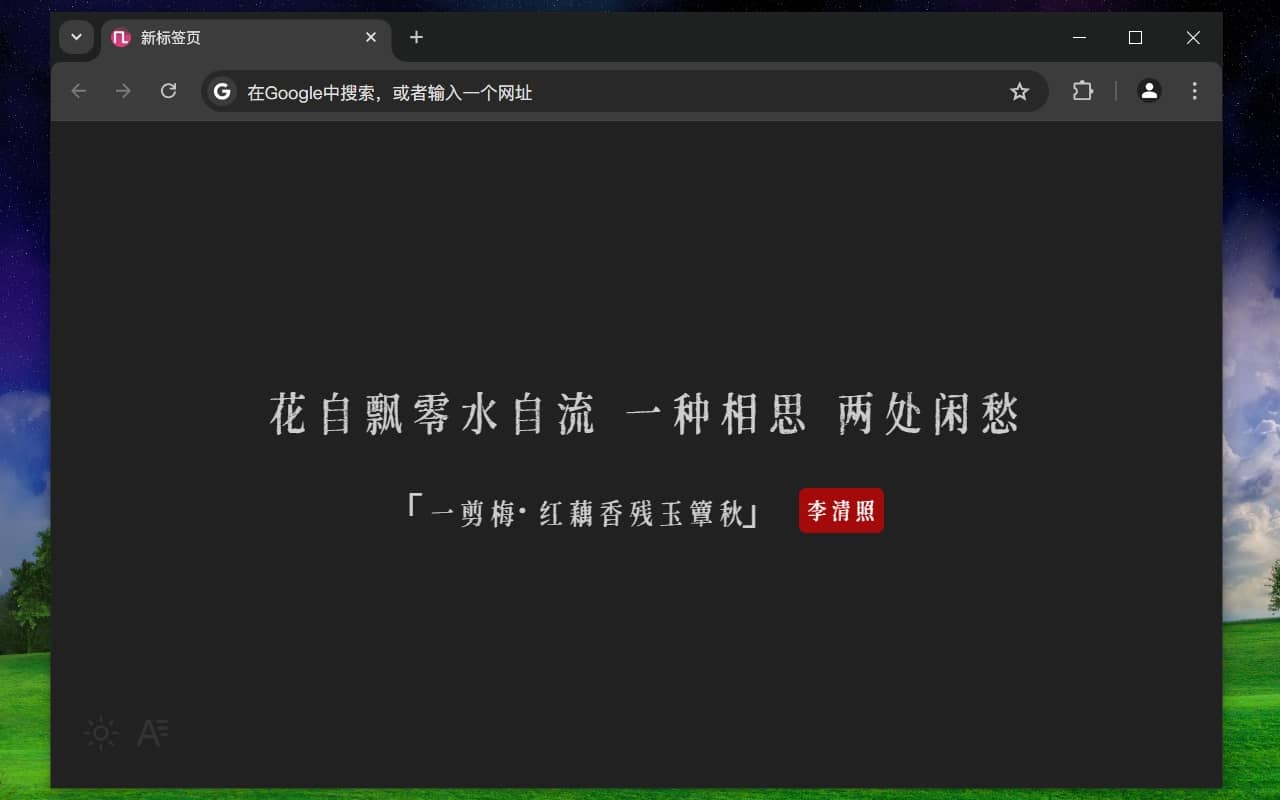 新标签页
在Google中搜索，或者输入一个网址
花自飘零水自流 一种相思 两处闲愁
「一剪梅·红藕香残玉簟秋」 李清照